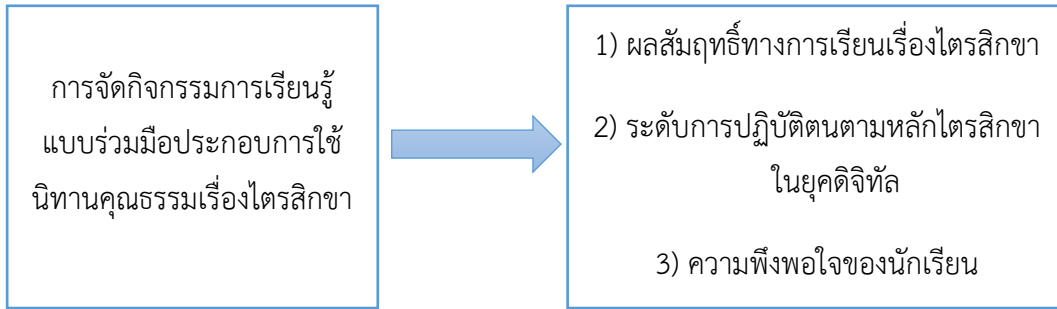 การจัดกิจกรรมการเรียนรู้
แบบร่วมมือประกอบการใช้
นิทานคุณธรรมเรื่องไตรสิกขา
1) ผลสัมฤทธิ์ทางการเรียนเรื่องไตรสิกขา
2) ระดับการปฏิบัติตนตามหลักไตรสิกขา
ในยุคดิจิทัล
3) ความพึงพอใจของนักเรียน